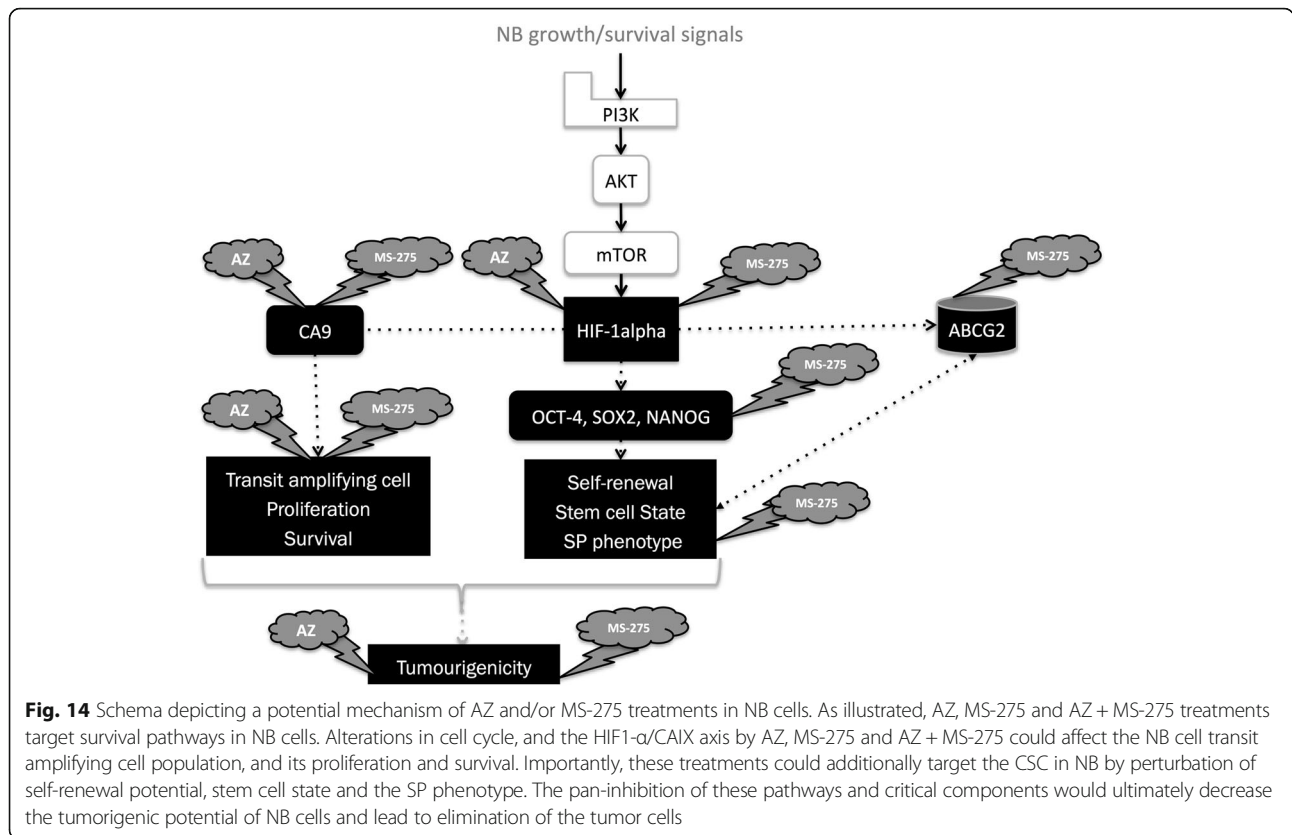 NB growth/survival signals
PI3K
AKT
mTOR
AZ
MS-275
AZ
MS-275
MS-275
CA9
HIF-1alpha
ABCG2
MS-275
AZ
MS-275
OCT-4, SOX2, NANOG
Transit amplifying cell
Proliferation
Survival
Self-renewal
Stem cell State
SP phenotype
MS-275
AZ
MS-275
Tumourigenicity
Fig. 14 Schema depicting a potential mechanism of AZ and/or MS-275 treatments in NB cells. As illustrated, AZ, MS-275 and AZ + MS-275 treatments
target survival pathways in NB cells. Alterations in cell cycle, and the HIF1-α/CAIX axis by AZ, MS-275 and AZ + MS-275 could affect the NB cell transit
amplifying cell population, and its proliferation and survival. Importantly, these treatments could additionally target the CSC in NB by perturbation of
self-renewal potential, stem cell state and the SP phenotype. The pan-inhibition of these pathways and critical components would ultimately decrease
the tumorigenic potential of NB cells and lead to elimination of the tumor cells